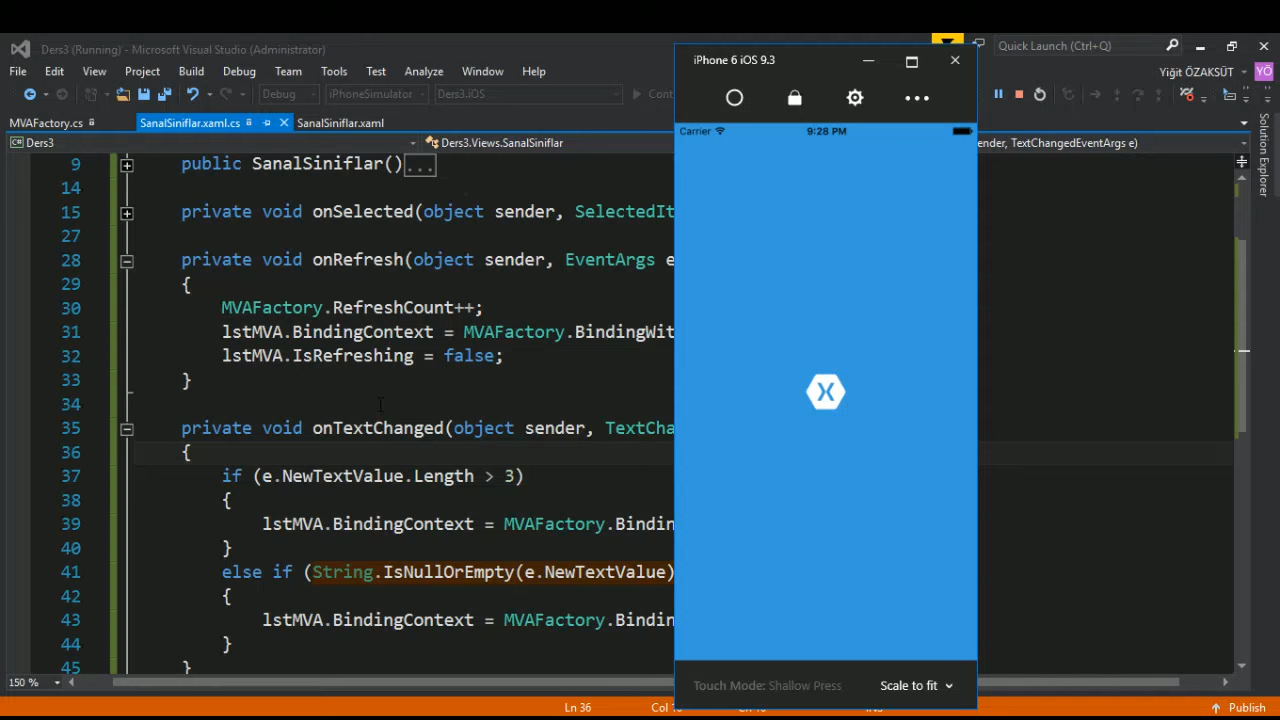 Ders3 (Running) - Microsoft Visual Studio (Administrator)
Quick Launch (Ctrl+Q)
File Edit View Project Build Debug Team Tools Test Analyze Window Help
Yiğit ÖZAKSÜT YÖ
Debug iPhoneSimulator Ders3.iOS Cont
MVAFactory.cs SanalSiniflar.xaml.cs SanalSiniflar.xaml
Ders3 Ders3.Views.SanalSiniflar ender, TextChangedEventArgs e)
9 public SanalSiniflar()...
14
15 private void onSelected(object sender, SelectedIt
27
28 private void onRefresh(object sender, EventArgs e
29 {
30 MVAFactory.RefreshCount++;
31 lstMVA.BindingContext = MVAFactory.BindingWit
32 lstMVA.IsRefreshing = false;
33 }
34
35 private void onTextChanged(object sender, TextCha
36 {
37 if (e.NewTextValue.Length > 3)
38 {
39 lstMVA.BindingContext = MVAFactory.Bindin
40 }
41 else if (String.IsNullOrEmpty(e.NewTextValue)
42 {
43 lstMVA.BindingContext = MVAFactory.Bindin
44 }
45 }
150 %
Ln 36 Publish
Solution Explorer
iPhone 6 iOS 9.3
Carrier 9:28 PM
Touch Mode: Shallow Press Scale to fit